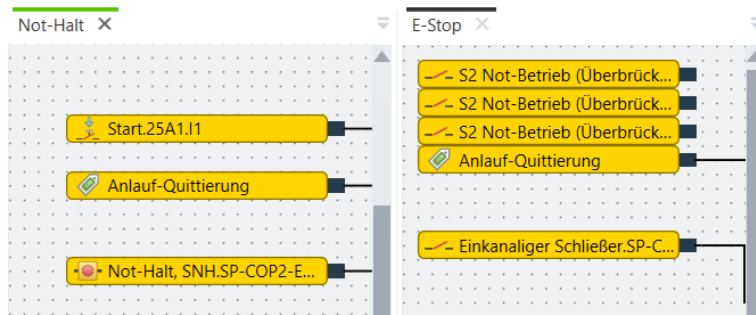 Not-Halt
Start.25A1.I1
Anlauf-Quittierung
Not-Halt, SNH.SP-COP2-E...
E-Stop
S2 Not-Betrieb (Überbrück...
S2 Not-Betrieb (Überbrück...
S2 Not-Betrieb (Überbrück...
Anlauf-Quittierung
Einkanaliger Schließer.SP-C...